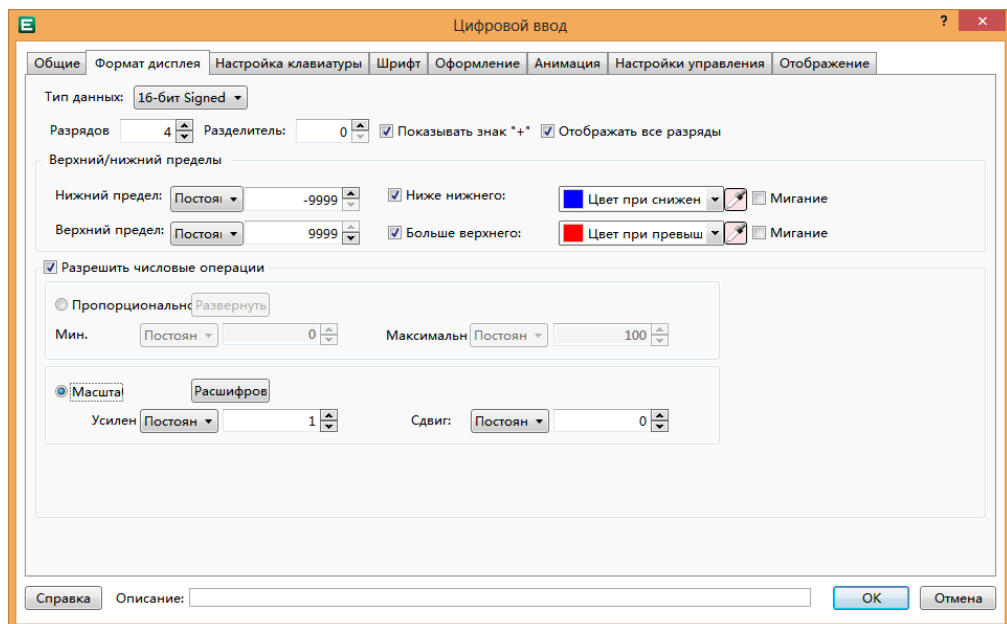 Цифровой ввод
? ×
Общие Формат дисплея Настройка клавиатуры Шрифт Оформление Анимация Настройки управления Отображение
Тип данных: 16-бит Signed
Разрядов 4 Разделитель: 0 Показывать знак "+" Отображать все разряды
Верхний/нижний пределы
Нижний предел: Постоя -9999 Ниже нижнего: Цвет при снижен Мигание
Верхний предел: Постоя 9999 Больше верхнего: Цвет при превыш Мигание
Разрешить числовые операции
Пропорциональнс Развернуть
Мин. Постоян 0 Максимальн Постоян 100
Масшта Расшифров
Усилен Постоян 1 Сдвиг: Постоян 0
Справка Описание: OK Отмена